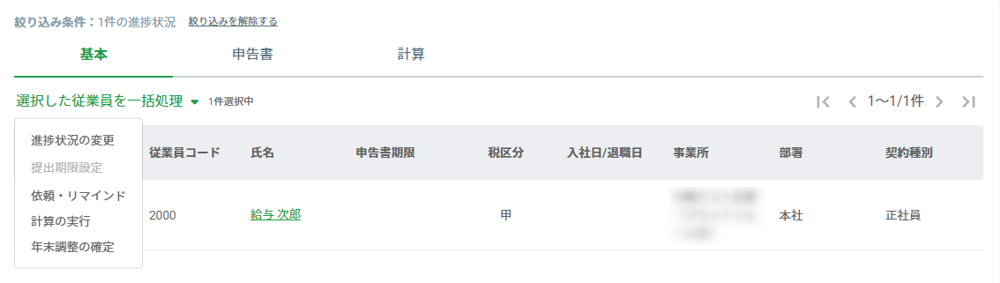 絞り込み条件：1件の進捗状況 絞り込みを解除する
基本 申告書 計算
選択した従業員を一括処理 1件選択中 1〜1/1件
進捗状況の変更
提出期限設定
依頼・リマインド
計算の実行
年末調整の確定
従業員コード 氏名 申告書期限 税区分 入社日/退職日 事業所 部署 契約種別
2000 給与 次郎 甲 本社 正社員